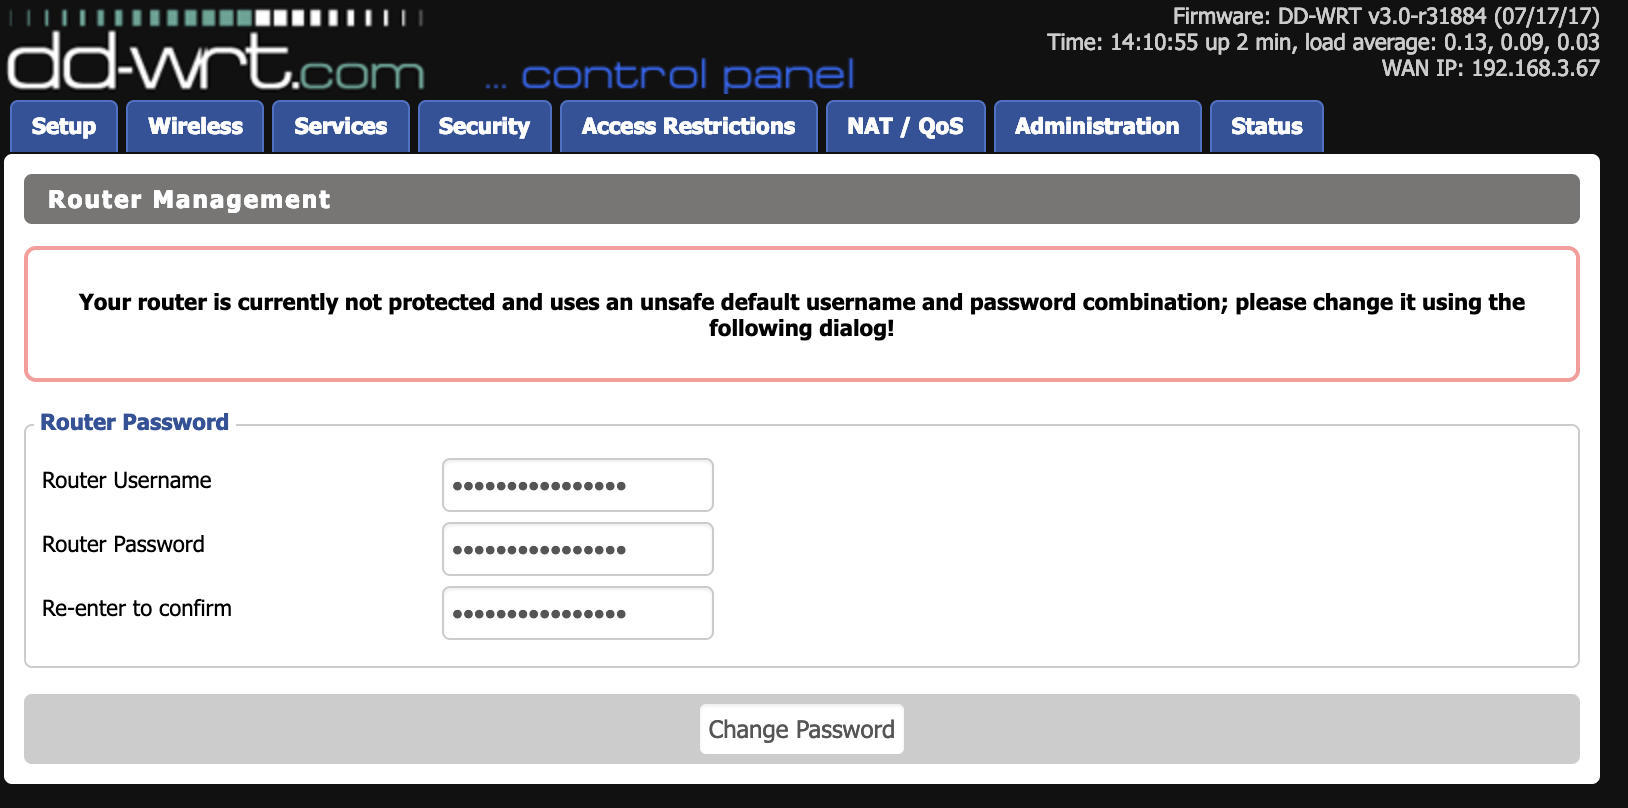 Firmware: DD-WRT v3.0-r31884 (07/17/17)
Time: 14:10:55 up 2 min, load average: 0.13, 0.09, 0.03
WAN IP: 192.168.3.67
dd-wrt.com ... control panel
Setup Wireless Services Security Access Restrictions NAT / QoS Administration Status
Router Management
Your router is currently not protected and uses an unsafe default username and password combination; please change it using the
following dialog!
Router Password
Router Username ••••••••••••••••
Router Password ••••••••••••••••
Re-enter to confirm ••••••••••••••••
Change Password